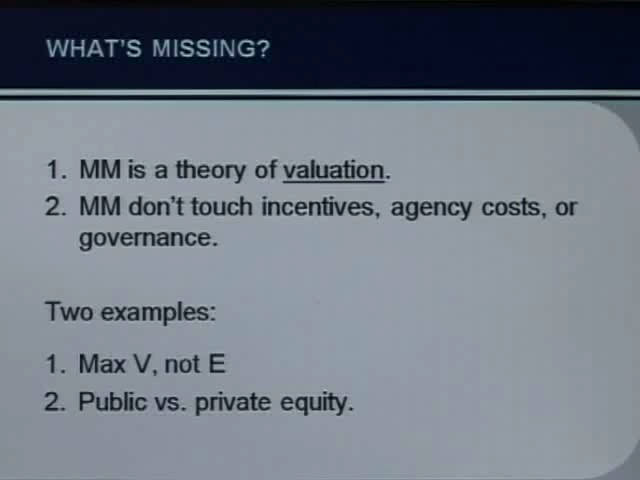 WHAT'S MISSING?
1. MM is a theory of valuation.
2. MM don't touch incentives, agency costs, or
governance.
Two examples:
1. Max V, not E
2. Public vs. private equity.